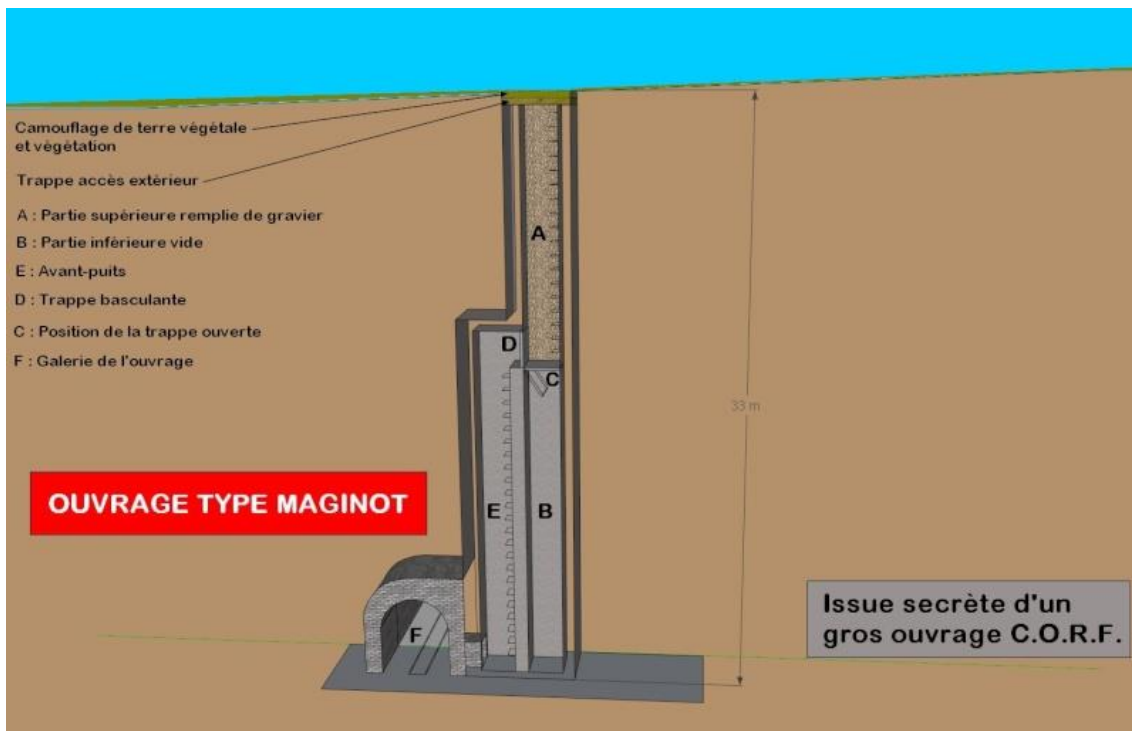 Camouflage de terre végétale
et végétation
Trappe accès extérieur
A : Partie supérieure remplie de gravier
B : Partie inférieure vide
E : Avant-puits
D : Trappe basculante
C : Position de la trappe ouverte
F : Galerie de l'ouvrage
A
D
C
33 m
OUVRAGE TYPE MAGINOT
E
B
F
Issue secrète d'un
gros ouvrage C.O.R.F.